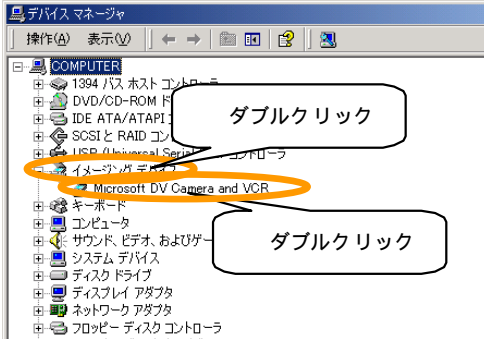 デバイス マネージャ
操作(A) 表示(V)
COMPUTER
1394 バス ホスト コントローラ
DVD/CD-ROM
IDE ATA/ATAPI
ダブルクリック
SCSI と RAID コン
USB (Universal Serial コントローラ
イメージング デバイス
Microsoft DV Camera and VCR
キーボード
コンピュータ
サウンド、ビデオ、およびゲー
ダブルクリック
システム デバイス
ディスク ドライブ
ディスプレイ アダプタ
ネットワーク アダプタ
フロッピー ディスク コントローラ